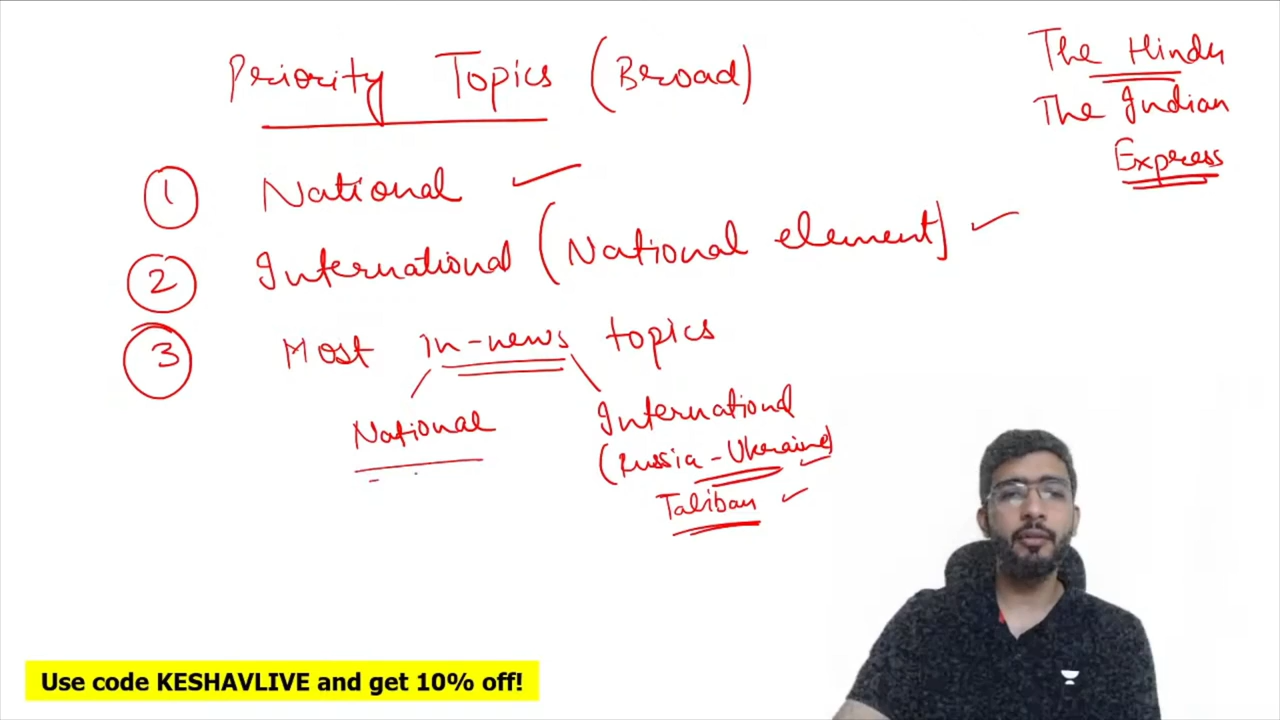 Priority Topics (Broad)
The Hindu
The Indian
Express
1 National
2 International (National element)
3 Most in-news topics
National
International
(Russia-Ukraine)
Taliban
Use code KESHAVLIVE and get 10% off!